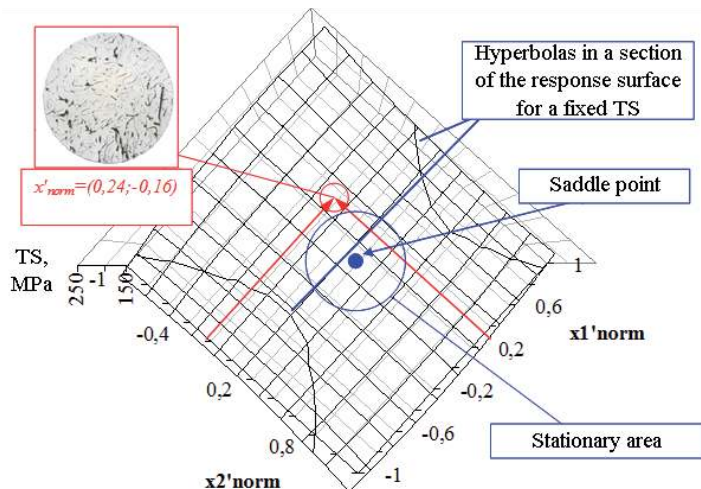 Hyperbolas in a section
of the response surface
for a fixed TS
x'norm=(0,24;-0,16)
Saddle point
TS,
MPa
250
-1
150
-0,4
0,2
0,8
x2'norm
1
0,6
0,2
-0,2
-0,6
-1
x1'norm
Stationary area